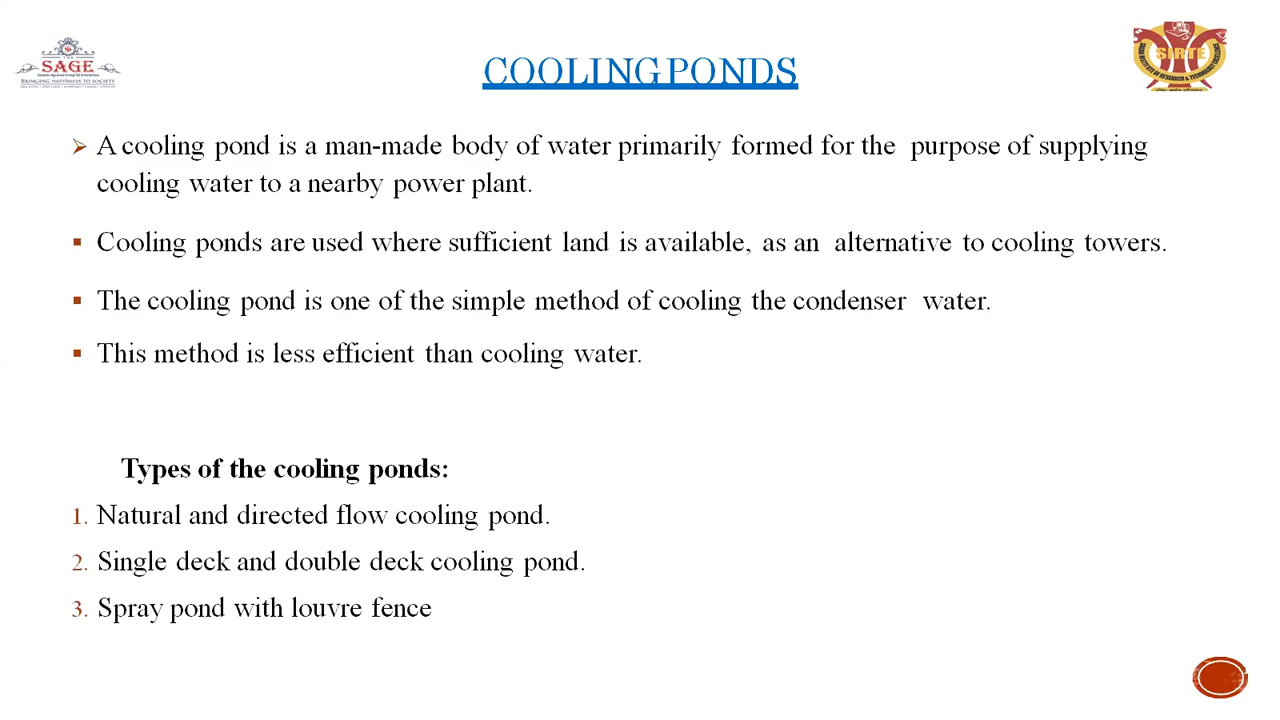 THE
SAGE
BRINGING HAPPINESS TO SOCIETY
SIRTE
COOLING PONDS
A cooling pond is a man-made body of water primarily formed for the purpose of supplying
cooling water to a nearby power plant.
Cooling ponds are used where sufficient land is available, as an alternative to cooling towers.
The cooling pond is one of the simple method of cooling the condenser water.
This method is less efficient than cooling water.
Types of the cooling ponds:
1. Natural and directed flow cooling pond.
2. Single deck and double deck cooling pond.
3. Spray pond with louvre fence